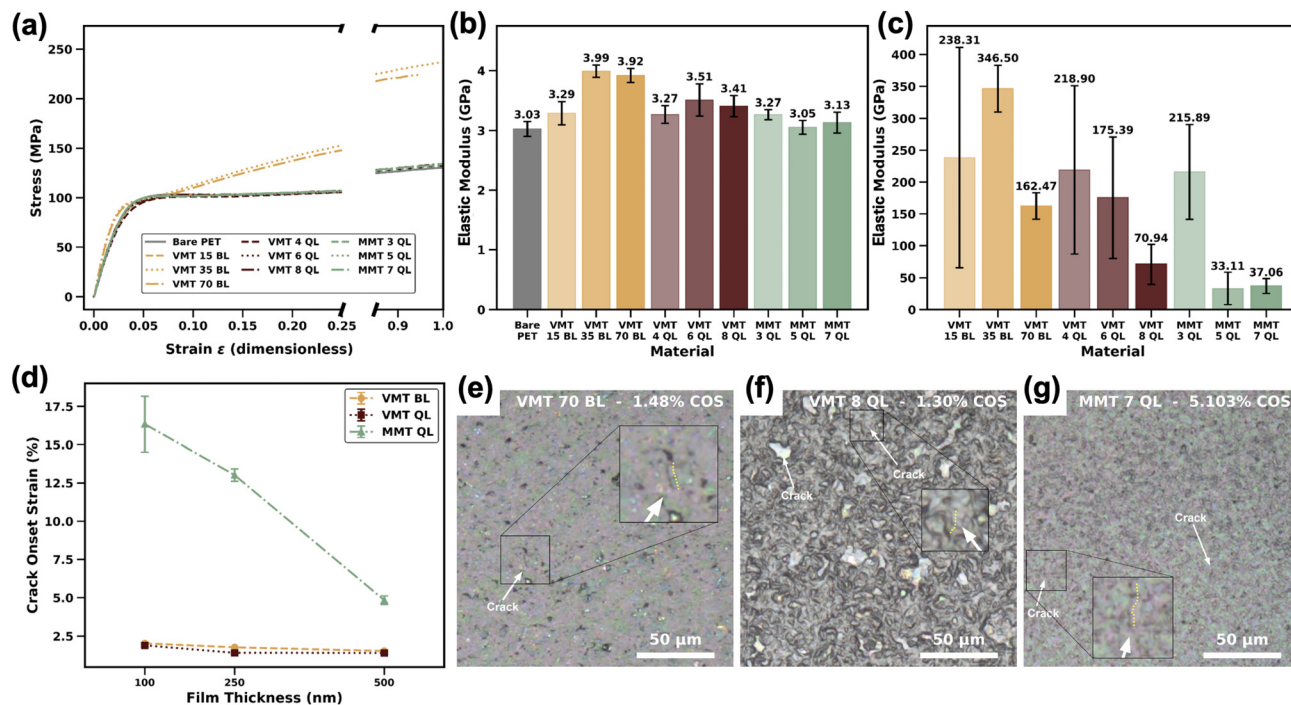 (a)
250
200
150
100
50
0
Stress (MPa)
Bare PET
VMT 15 BL
VMT 35 BL
VMT 70 BL
VMT 4 QL
VMT 6 QL
VMT 8 QL
MMT 3 QL
MMT 5 QL
MMT 7 QL
0.00 0.05 0.10 0.15 0.20 0.25 0.9 1.0
Strain ε (dimensionless)
(b)
4
3
2
1
0
Elastic Modulus (GPa)
3.03 3.29 3.99 3.92 3.27 3.51 3.41 3.27 3.05 3.13
Bare VMT VMT VMT VMT VMT VMT MMT MMT MMT
PET 15 BL 35 BL 70 BL 4 QL 6 QL 8 QL 3 QL 5 QL 7 QL
Material
(c)
400
350
300
250
200
150
100
50
0
Elastic Modulus (GPa)
238.31 346.50 162.47 218.90 175.39 70.94 215.89 33.11 37.06
VMT VMT VMT VMT VMT VMT MMT MMT MMT
15 BL 35 BL 70 BL 4 QL 6 QL 8 QL 3 QL 5 QL 7 QL
Material
(d)
17.5
15.0
12.5
10.0
7.5
5.0
2.5
Crack Onset Strain (%)
VMT BL
VMT QL
MMT QL
100 250 500
Film Thickness (nm)
(e)
VMT 70 BL - 1.48% COS
Crack
50 μm
(f)
VMT 8 QL - 1.30% COS
Crack
Crack
50 μm
(g)
MMT 7 QL - 5.103% COS
Crack
Crack
50 μm